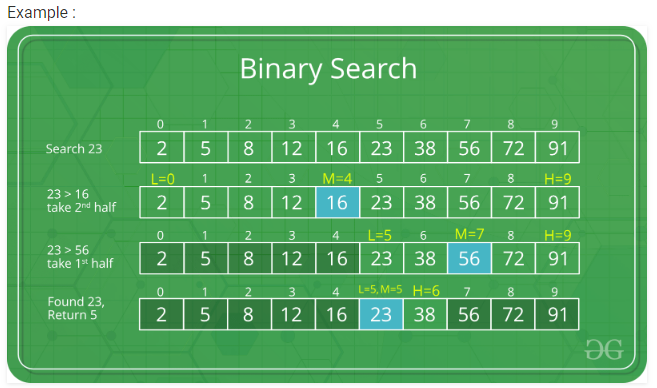 Example :
Binary Search
0 1 2 3 4 5 6 7 8 9
Search 23 2 5 8 12 16 23 38 56 72 91
L=0 1 2 3 M=4 5 6 7 8 H=9
23 > 16
take 2nd half 2 5 8 12 16 23 38 56 72 91
0 1 2 3 4 L=5 6 M=7 8 H=9
23 > 56
take 1st half 2 5 8 12 16 23 38 56 72 91
0 1 2 3 4 L=5, M=5 H=6 7 8 9
Found 23,
Return 5 2 5 8 12 16 23 38 56 72 91
GG